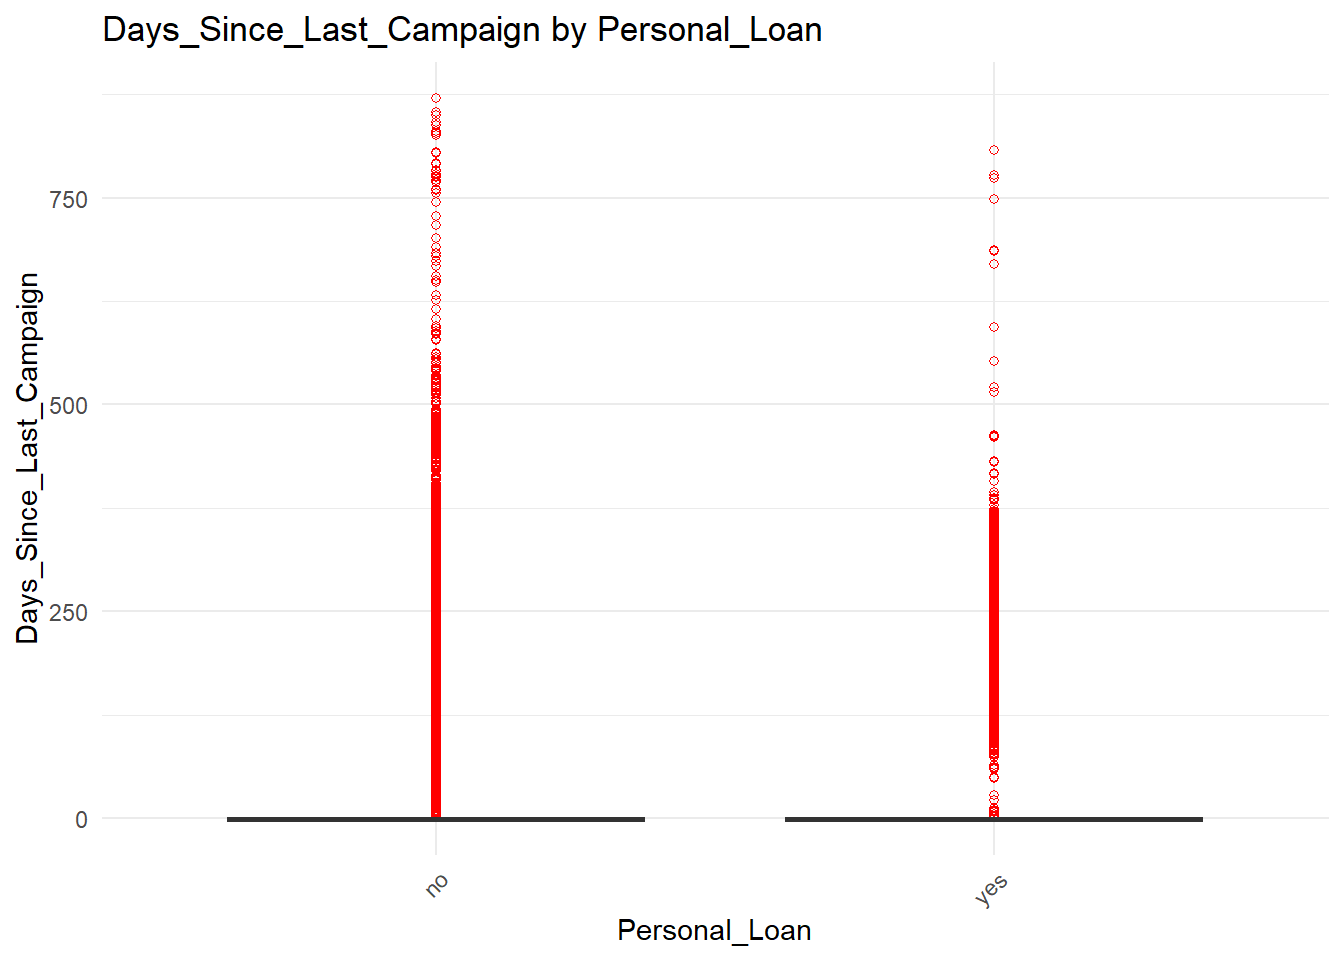 Days_Since_Last_Campaign by Personal_Loan
Days_Since_Last_Campaign
750
500
250
0
no
yes
Personal_Loan